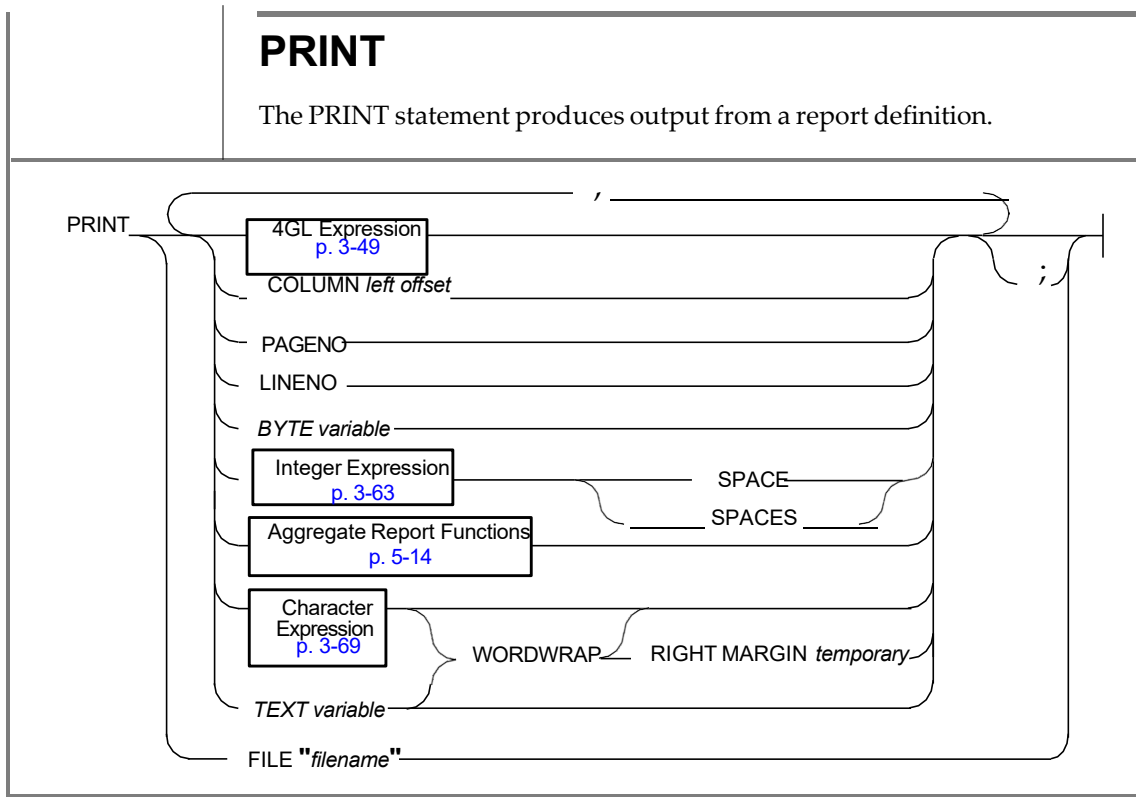 PRINT
The PRINT statement produces output from a report definition.
,
PRINT
4GL Expression
p. 3-49
COLUMN left offset
;
PAGENO
LINENO
BYTE variable
Integer Expression
p. 3-63
SPACE
SPACES
Aggregate Report Functions
p. 5-14
Character
Expression
p. 3-69
WORDWRAP
RIGHT MARGIN temporary
TEXT variable
FILE "filename"